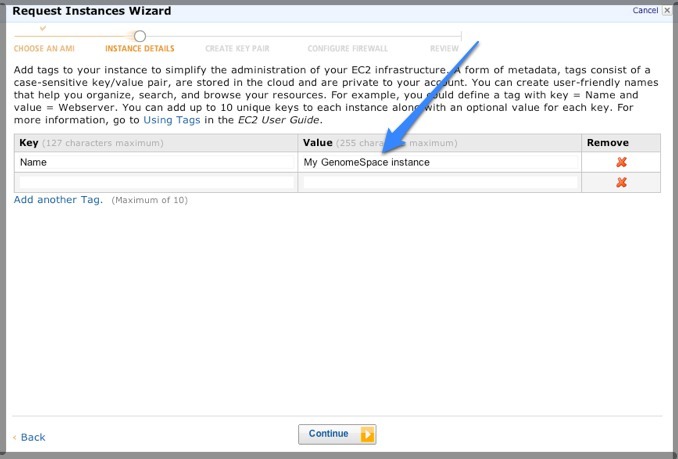 Request Instances Wizard
Cancel
CHOOSE AN AMI INSTANCE DETAILS CREATE KEY PAIR CONFIGURE FIREWALL REVIEW
Add tags to your instance to simplify the administration of your EC2 infrastructure. A form of metadata, tags consist of a
case-sensitive key/value pair, are stored in the cloud and are private to your account. You can create user-friendly names
that help you organize, search, and browse your resources. For example, you could define a tag with key = Name and
value = Webserver. You can add up to 10 unique keys to each instance along with an optional value for each key. For
more information, go to Using Tags in the EC2 User Guide.
Key (127 characters maximum) Value (255 characters maximum) Remove
Name My GenomeSpace instance
Add another Tag. (Maximum of 10)
‹ Back
Continue